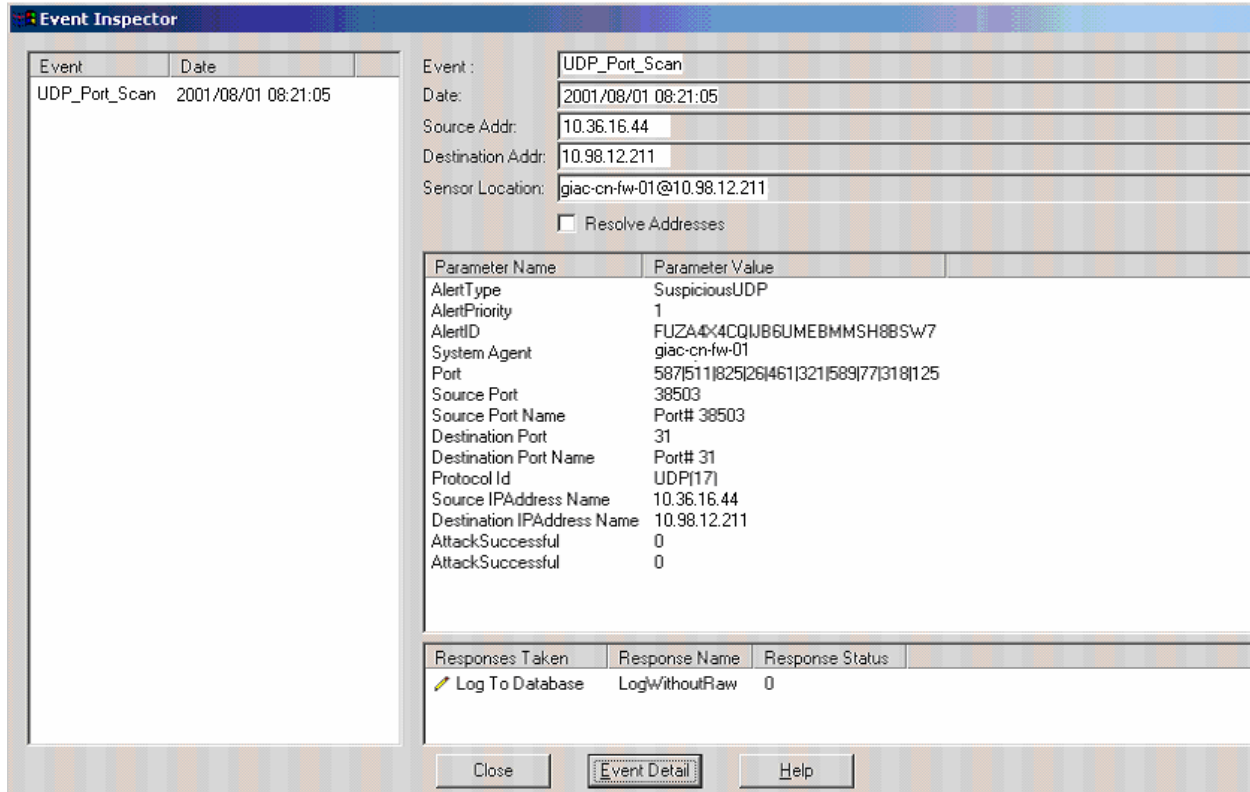 Event Inspector
Event Date
UDP_Port_Scan 2001/08/01 08:21:05
Event : UDP_Port_Scan
Date: 2001/08/01 08:21:05
Source Addr: 10.36.16.44
Destination Addr: 10.98.12.211
Sensor Location: giac-cn-fw-01@10.98.12.211
Resolve Addresses
Parameter Name Parameter Value
AlertType SuspiciousUDP
AlertPriority 1
AlertID FUZA4X4CQIJB6UMEBMMSH8BSW7
System Agent giac-cn-fw-01
Port 587|511|825|26|461|321|589|77|318|125
Source Port 38503
Source Port Name Port# 38503
Destination Port 31
Destination Port Name Port# 31
Protocol Id UDP(17)
Source IPAddress Name 10.36.16.44
Destination IPAddress Name 10.98.12.211
AttackSuccessful 0
AttackSuccessful 0
Responses Taken Response Name Response Status
Log To Database LogWithoutRaw 0
Close Event Detail Help